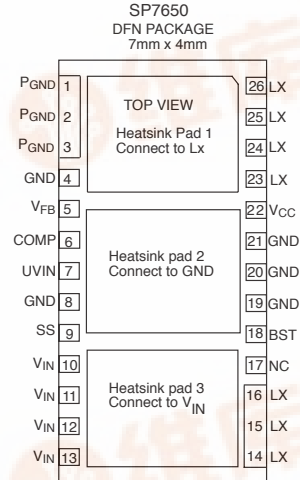 SP7650
DFN PACKAGE
7mm x 4mm
TOP VIEW
Heatsink Pad 1
Connect to Lx
Heatsink pad 2
Connect to GND
Heatsink pad 3
Connect to VIN
PGND 1
PGND 2
PGND 3
GND 4
VFB 5
COMP 6
UVIN 7
GND 8
SS 9
VIN 10
VIN 11
VIN 12
VIN 13
26 LX
25 LX
24 LX
23 LX
22 VCC
21 GND
20 GND
19 GND
18 BST
17 NC
16 LX
15 LX
14 LX